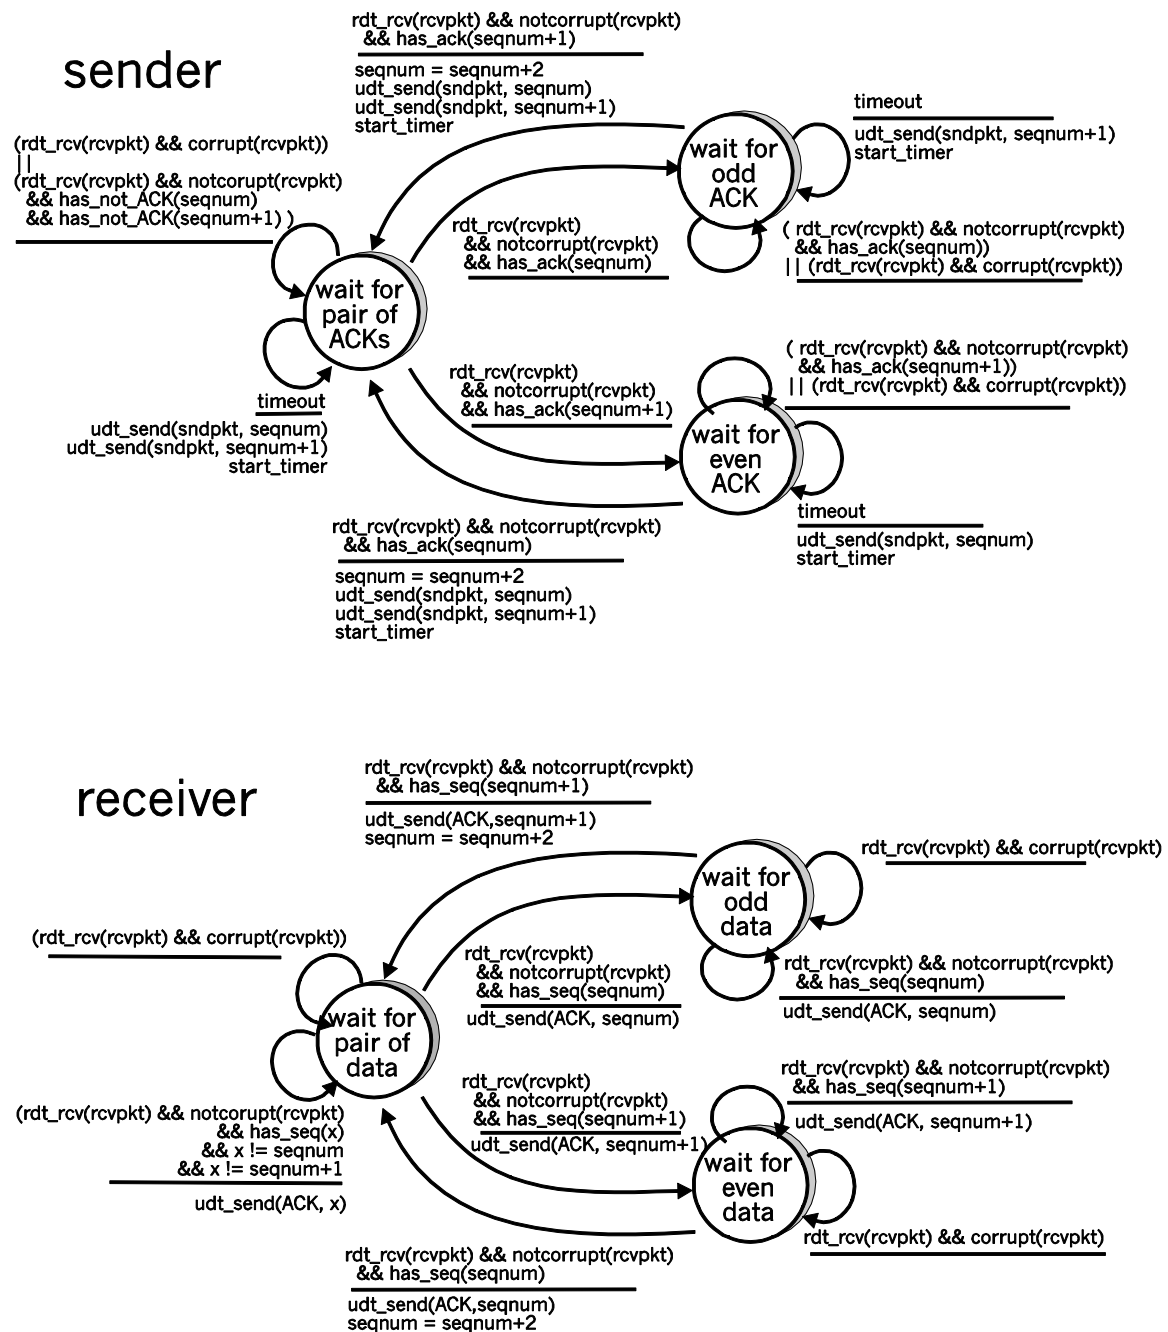 rdt_rcv(rcvpkt) && notcorrupt(rcvpkt)
&& has_ack(seqnum+1)
seqnum = seqnum+2
udt_send(sndpkt, seqnum)
udt_send(sndpkt, seqnum+1)
start_timer
sender
(rdt_rcv(rcvpkt) && corrupt(rcvpkt))
||
(rdt_rcv(rcvpkt) && notcorupt(rcvpkt)
&& has_not_ACK(seqnum)
&& has_not_ACK(seqnum+1) )
wait for
odd
ACK
timeout
udt_send(sndpkt, seqnum+1)
start_timer
rdt_rcv(rcvpkt)
&& notcorrupt(rcvpkt)
&& has_ack(seqnum)
( rdt_rcv(rcvpkt) && notcorrupt(rcvpkt)
&& has_ack(seqnum))
|| (rdt_rcv(rcvpkt) && corrupt(rcvpkt))
wait for
pair of
ACKs
timeout
udt_send(sndpkt, seqnum)
udt_send(sndpkt, seqnum+1)
start_timer
rdt_rcv(rcvpkt)
&& notcorrupt(rcvpkt)
&& has_ack(seqnum+1)
( rdt_rcv(rcvpkt) && notcorrupt(rcvpkt)
&& has_ack(seqnum+1))
|| (rdt_rcv(rcvpkt) && corrupt(rcvpkt))
wait for
even
ACK
timeout
udt_send(sndpkt, seqnum)
start_timer
rdt_rcv(rcvpkt) && notcorrupt(rcvpkt)
&& has_ack(seqnum)
seqnum = seqnum+2
udt_send(sndpkt, seqnum)
udt_send(sndpkt, seqnum+1)
start_timer
receiver
rdt_rcv(rcvpkt) && notcorrupt(rcvpkt)
&& has_seq(seqnum+1)
udt_send(ACK,seqnum+1)
seqnum = seqnum+2
wait for
odd
data
rdt_rcv(rcvpkt) && corrupt(rcvpkt)
(rdt_rcv(rcvpkt) && corrupt(rcvpkt))
rdt_rcv(rcvpkt)
&& notcorrupt(rcvpkt)
&& has_seq(seqnum)
udt_send(ACK, seqnum)
rdt_rcv(rcvpkt) && notcorrupt(rcvpkt)
&& has_seq(seqnum)
udt_send(ACK, seqnum)
wait for
pair of
data
(rdt_rcv(rcvpkt) && notcorupt(rcvpkt)
&& has_seq(x)
&& x != seqnum
&& x != seqnum+1
udt_send(ACK, x)
rdt_rcv(rcvpkt)
&& notcorrupt(rcvpkt)
&& has_seq(seqnum+1)
udt_send(ACK, seqnum+1)
rdt_rcv(rcvpkt) && notcorrupt(rcvpkt)
&& has_seq(seqnum+1)
udt_send(ACK, seqnum+1)
wait for
even
data
rdt_rcv(rcvpkt) && corrupt(rcvpkt)
rdt_rcv(rcvpkt) && notcorrupt(rcvpkt)
&& has_seq(seqnum)
udt_send(ACK,seqnum)
seqnum = seqnum+2